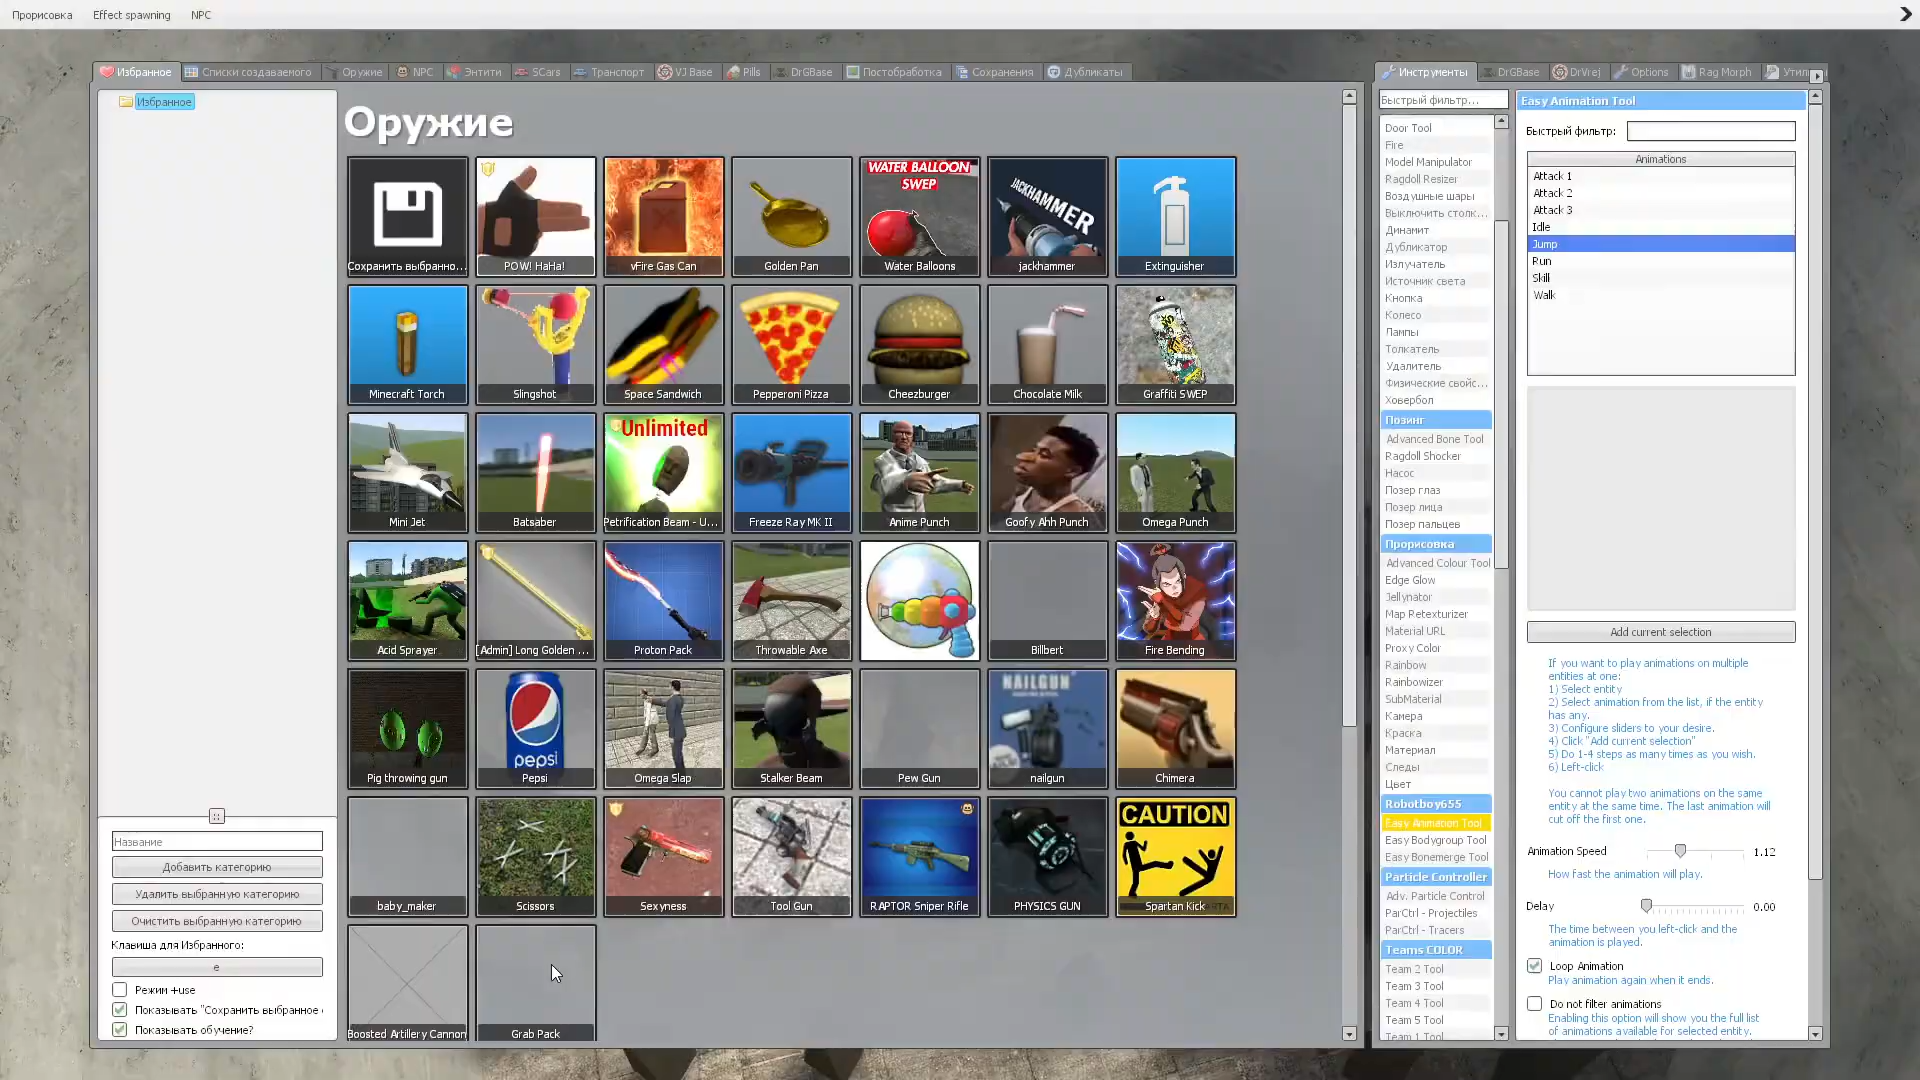 Прорисовка Effect spawning NPC
Избранное Списки создаваемого Оружие NPC Энтити SCars Транспорт VJ Base Pills DrGBase Постобработка Сохранения Дубликаты
Избранное
Название
Добавить категорию
Удалить выбранную категорию
Очистить выбранную категорию
Клавиша для Избранного:
e
Режим +use
Показывать "Сохранить выбранное
Показывать обучение?
Оружие
Сохранить выбранно...
POW! HaHa!
vFire Gas Can
Golden Pan
WATER BALLOON
SWEP
Water Balloons
JACKHAMMER
jackhammer
Extinguisher
Minecraft Torch
Slingshot
Space Sandwich
Pepperoni Pizza
Cheezburger
Chocolate Milk
Graffiti SWEP
Mini Jet
Batsaber
Unlimited
Petrification Beam - U...
Freeze Ray MK II
Anime Punch
Goofy Ahh Punch
Omega Punch
Acid Sprayer
[Admin] Long Golden ...
Proton Pack
Throwable Axe
Billbert
Fire Bending
Pig throwing gun
pepsi
Pepsi
Omega Slap
Stalker Beam
Pew Gun
NAILGUN
nailgun
Chimera
baby_maker
Scissors
Sexyness
Tool Gun
RAPTOR Sniper Rifle
PHYSICS GUN
CAUTION
Spartan Kick
Boosted Artillery Cannon
Grab Pack
Инструменты DrGBase DrVrej Options Rag Morph Утил
Быстрый фильтр...
Door Tool
Fire
Model Manipulator
Ragdoll Resizer
Воздушные шары
Выключить столк...
Динамит
Дубликатор
Излучатель
Источник света
Кнопка
Колесо
Лампы
Толкатель
Удалитель
Физические свойс...
Ховербол
Позинг
Advanced Bone Tool
Ragdoll Shocker
Насос
Позер глаз
Позер лица
Позер пальцев
Прорисовка
Advanced Colour Tool
Edge Glow
Jellynator
Map Retexturizer
Material URL
Proxy Color
Rainbow
Rainbowizer
SubMaterial
Камера
Краска
Материал
Следы
Цвет
Robotboy655
Easy Animation Tool
Easy Bodygroup Tool
Easy Bonemerge Tool
Particle Controller
Adv. Particle Control
ParCtrl - Projectiles
ParCtrl - Tracers
Teams COLOR
Team 2 Tool
Team 3 Tool
Team 4 Tool
Team 5 Tool
Team 1 Tool
Easy Animation Tool
Быстрый фильтр:
Animations
Attack 1
Attack 2
Attack 3
Idle
Jump
Run
Skill
Walk
Add current selection
If you want to play animations on multiple
entities at one:
1) Select entity
2) Select animation from the list, if the entity
has any.
3) Configure sliders to your desire.
4) Click "Add current selection"
5) Do 1-4 steps as many times as you wish.
6) Left-click
You cannot play two animations on the same
entity at the same time. The last animation will
cut off the first one.
Animation Speed 1.12
How fast the animation will play.
Delay 0.00
The time between you left-click and the
animation is played.
Loop Animation
Play animation again when it ends.
Do not filter animations
Enabling this option will show you the full list
of animations available for selected entity.